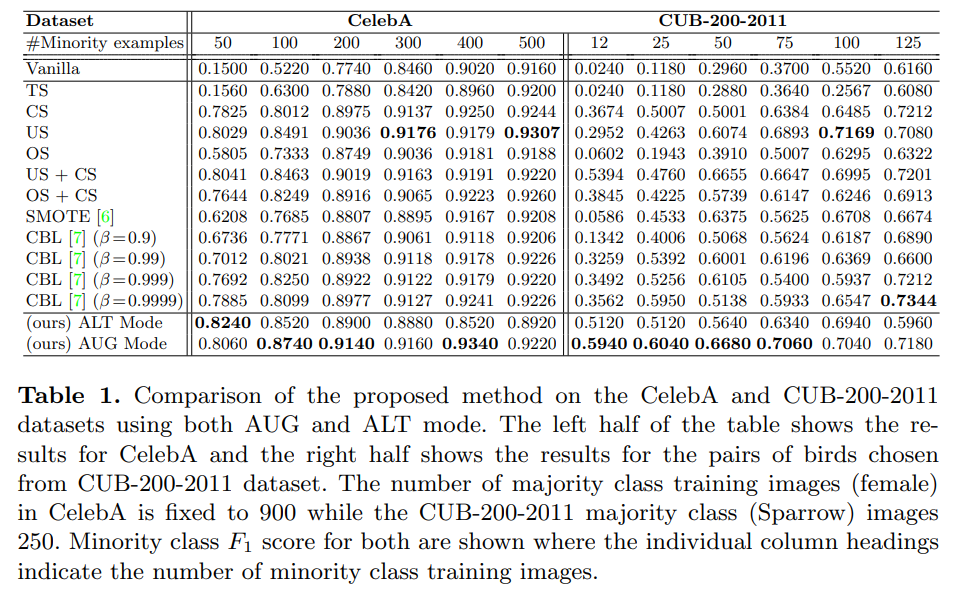 Dataset CelebA CUB-200-2011
#Minority examples 50 100 200 300 400 500 12 25 50 75 100 125
Vanilla 0.1500 0.5220 0.7740 0.8460 0.9020 0.9160 0.0240 0.1180 0.2960 0.3700 0.5520 0.6160
TS 0.1560 0.6300 0.7880 0.8420 0.8960 0.9200 0.0240 0.1180 0.2880 0.3640 0.2567 0.6080
CS 0.7825 0.8012 0.8975 0.9137 0.9250 0.9244 0.3674 0.5007 0.5001 0.6384 0.6485 0.7212
US 0.8029 0.8491 0.9036 0.9176 0.9179 0.9307 0.2952 0.4263 0.6074 0.6893 0.7169 0.7080
OS 0.5805 0.7333 0.8749 0.9036 0.9181 0.9188 0.0602 0.1943 0.3910 0.5007 0.6295 0.6322
US + CS 0.8041 0.8463 0.9019 0.9163 0.9191 0.9220 0.5394 0.4760 0.6655 0.6647 0.6995 0.7201
OS + CS 0.7644 0.8249 0.8916 0.9065 0.9223 0.9260 0.3845 0.4225 0.5739 0.6147 0.6246 0.6913
SMOTE [6] 0.6208 0.7685 0.8807 0.8895 0.9167 0.9208 0.0586 0.4533 0.6375 0.5625 0.6708 0.6674
CBL [7] (β=0.9) 0.6736 0.7771 0.8867 0.9061 0.9118 0.9206 0.1342 0.4006 0.5068 0.5624 0.6187 0.6890
CBL [7] (β=0.99) 0.7012 0.8021 0.8938 0.9118 0.9178 0.9226 0.3259 0.5392 0.6001 0.6196 0.6369 0.6600
CBL [7] (β=0.999) 0.7692 0.8250 0.8922 0.9122 0.9179 0.9220 0.3492 0.5256 0.6105 0.5400 0.5937 0.7212
CBL [7] (β=0.9999) 0.7885 0.8099 0.8977 0.9127 0.9241 0.9226 0.3562 0.5950 0.5138 0.5933 0.6547 0.7344
(ours) ALT Mode 0.8240 0.8520 0.8900 0.8880 0.8520 0.8920 0.5120 0.5120 0.5640 0.6340 0.6940 0.5960
(ours) AUG Mode 0.8060 0.8740 0.9140 0.9160 0.9340 0.9220 0.5940 0.6040 0.6680 0.7060 0.7040 0.7180
Table 1. Comparison of the proposed method on the CelebA and CUB-200-2011
datasets using both AUG and ALT mode. The left half of the table shows the re-
sults for CelebA and the right half shows the results for the pairs of birds chosen
from CUB-200-2011 dataset. The number of majority class training images (female)
in CelebA is fixed to 900 while the CUB-200-2011 majority class (Sparrow) images
250. Minority class F1 score for both are shown where the individual column headings
indicate the number of minority class training images.